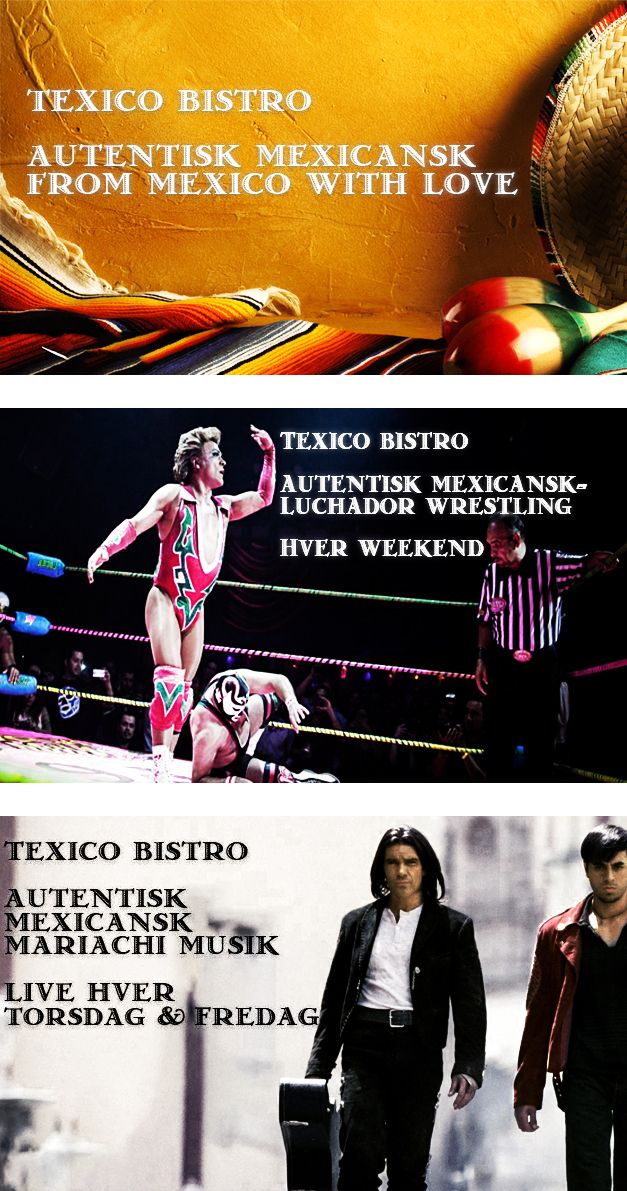 TEXICO BISTRO
AUTENTISK MEXICANSK
FROM MEXICO WITH LOVE
TEXICO BISTRO
AUTENTISK MEXICANSK-
LUCHADOR WRESTLING
HVER WEEKEND
TEXICO BISTRO
AUTENTISK
MEXICANSK
MARIACHI MUSIK
LIVE HVER
TORSDAG & FREDAG